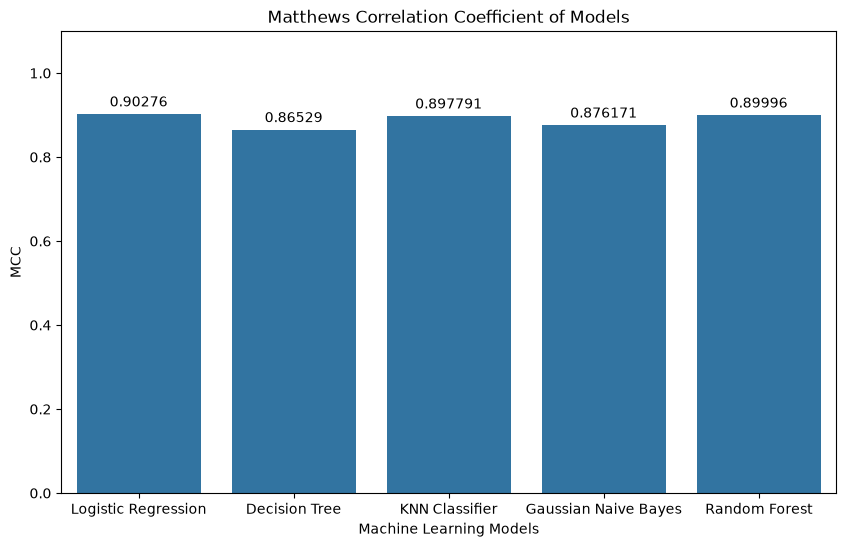 Matthews Correlation Coefficient of Models
1.0
0.8
0.6
0.4
0.2
0.0
MCC
0.90276
0.86529
0.897791
0.876171
0.89996
Logistic Regression
Decision Tree
KNN Classifier
Gaussian Naive Bayes
Random Forest
Machine Learning Models